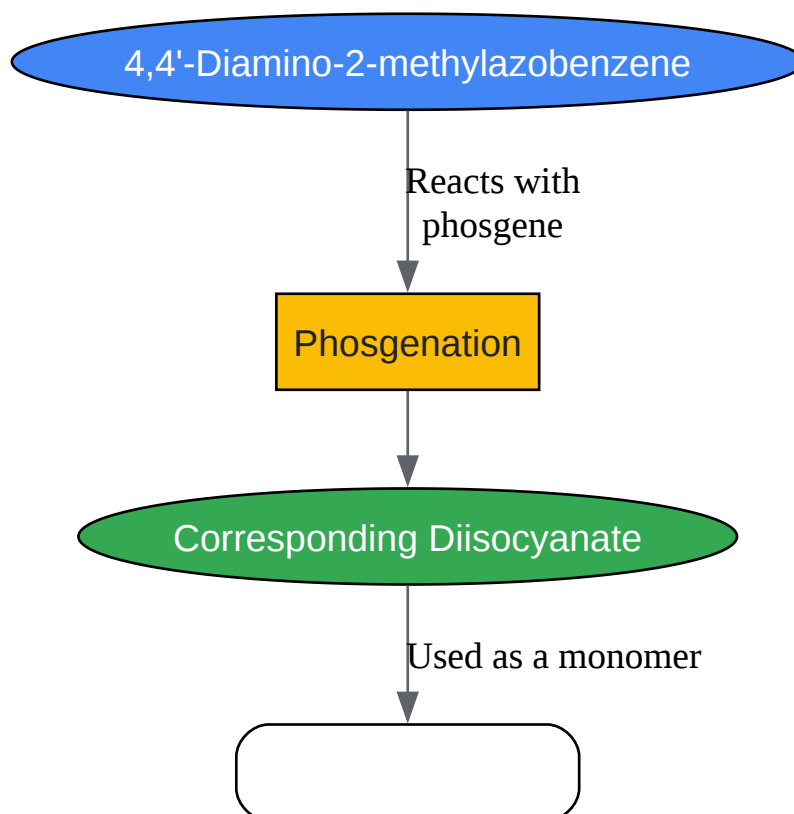 4,4'-Diamino-2-methylazobenzene
Reacts with
phosgene
Phosgenation
Corresponding Diisocyanate
Used as a monomer